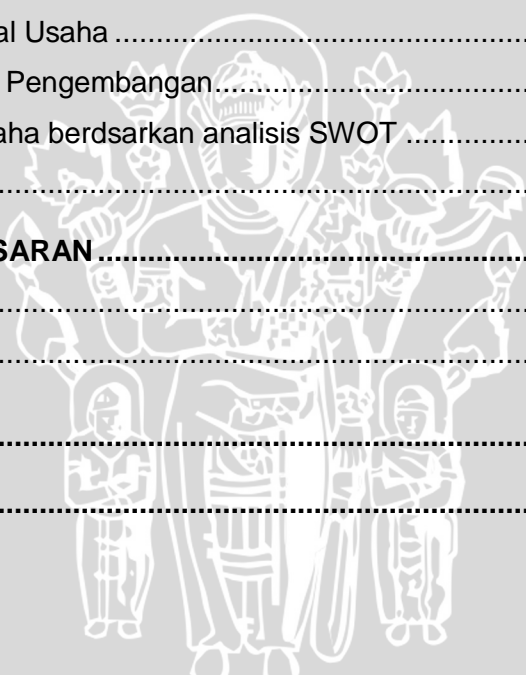 al Usaha ....................................................
Pengembangan..........................................
aha berdsarkan analisis SWOT ................
..................................................................
SARAN ......................................................
..................................................................
..................................................................
..................................................................
..................................................................